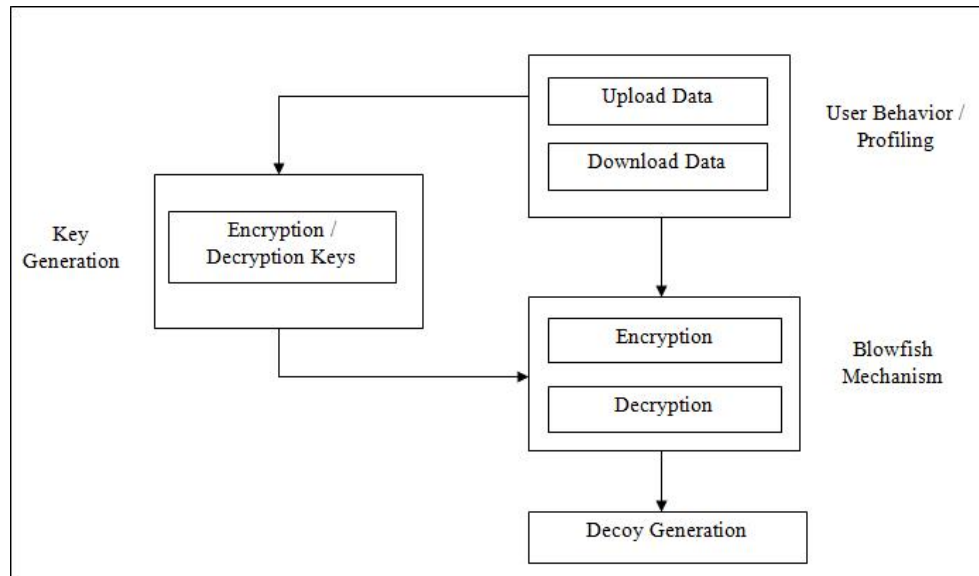 Upload Data
User Behavior /
Profiling
Download Data
Key
Generation
Encryption /
Decryption Keys
Encryption
Blowfish
Mechanism
Decryption
Decoy Generation